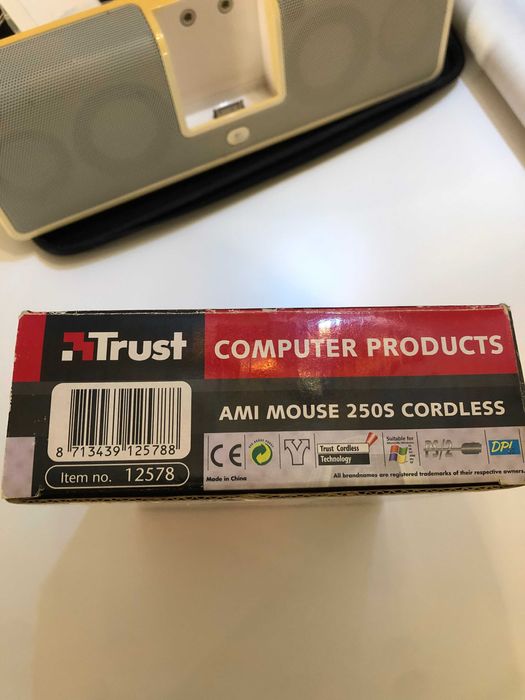 Trust
COMPUTER PRODUCTS
AMI MOUSE 250S CORDLESS
8 713439 125788
Item no. 12578
CE
Made in China
Trust Cordless
Technology
Suitable for
PS/2
DPI
All brandnames are registered trademarks of their respective owners.